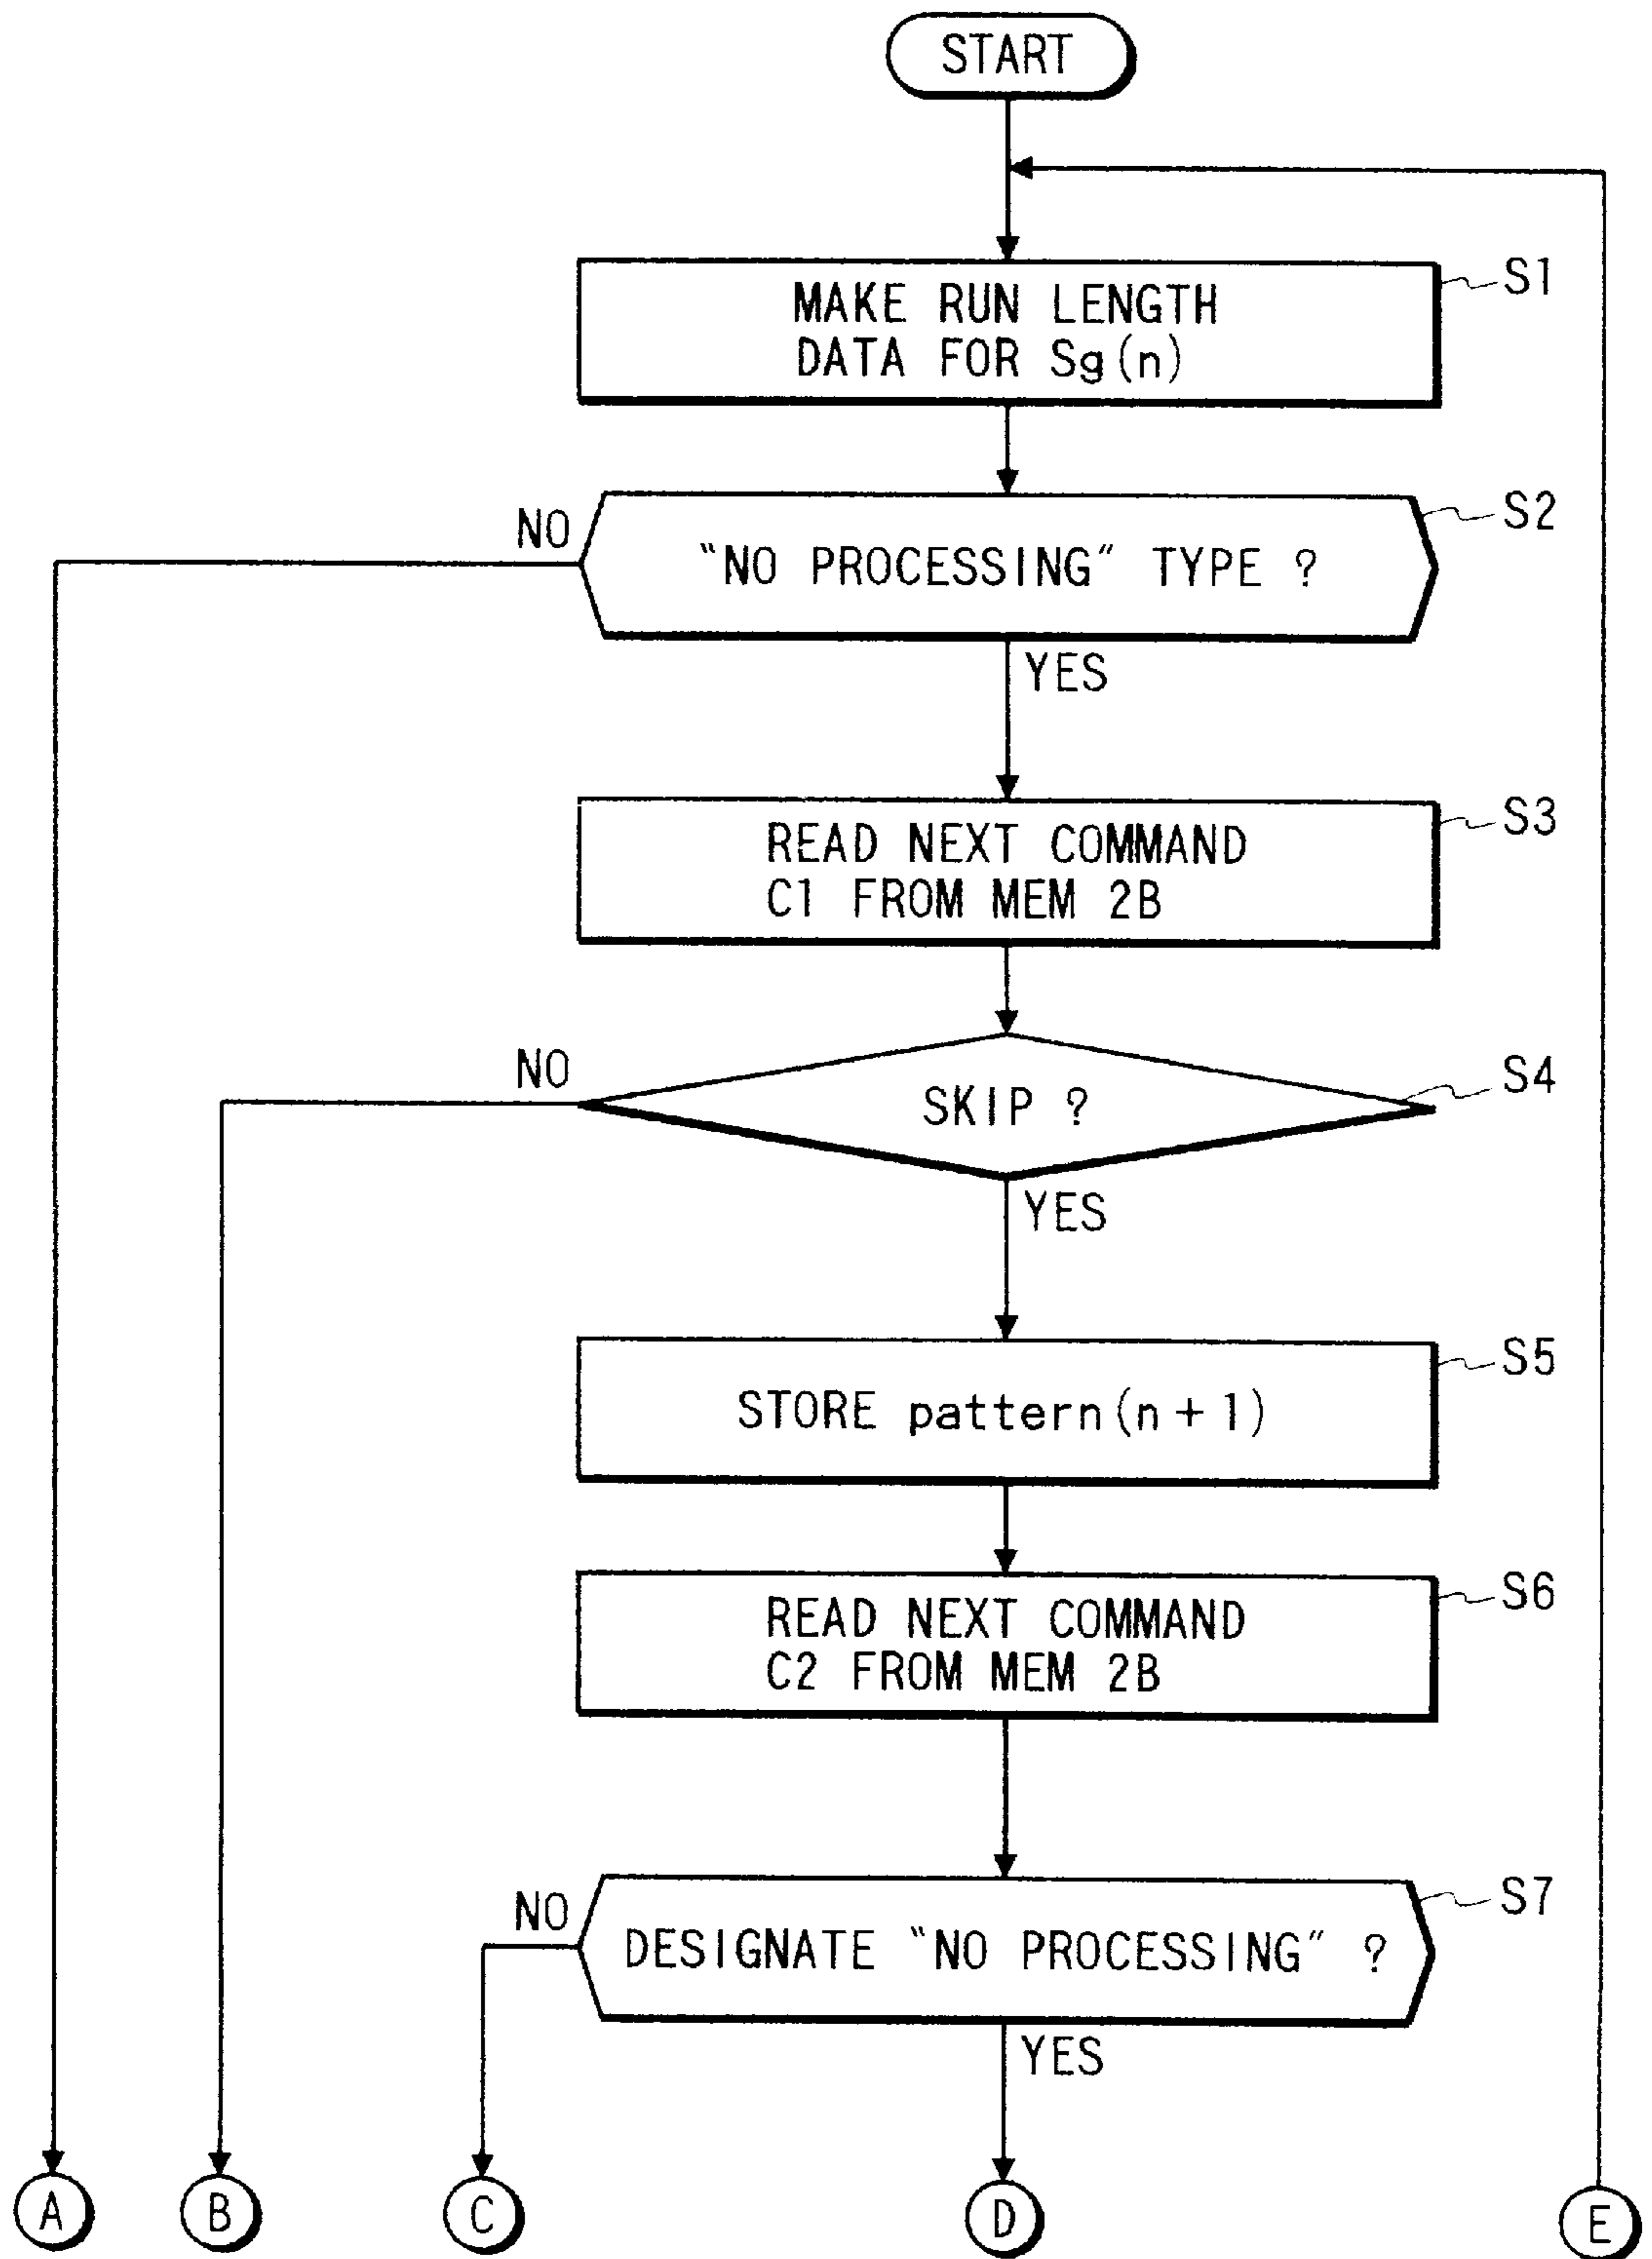 START
S1
MAKE RUN LENGTH
DATA FOR Sg(n)
S2
NO
“NO PROCESSING” TYPE ?
YES
S3
READ NEXT COMMAND
C1 FROM MEM 2B
S4
NO
SKIP ?
YES
S5
STORE pattern(n + 1)
S6
READ NEXT COMMAND
C2 FROM MEM 2B
S7
NO
DESIGNATE “NO PROCESSING” ?
YES
A
B
C
D
E